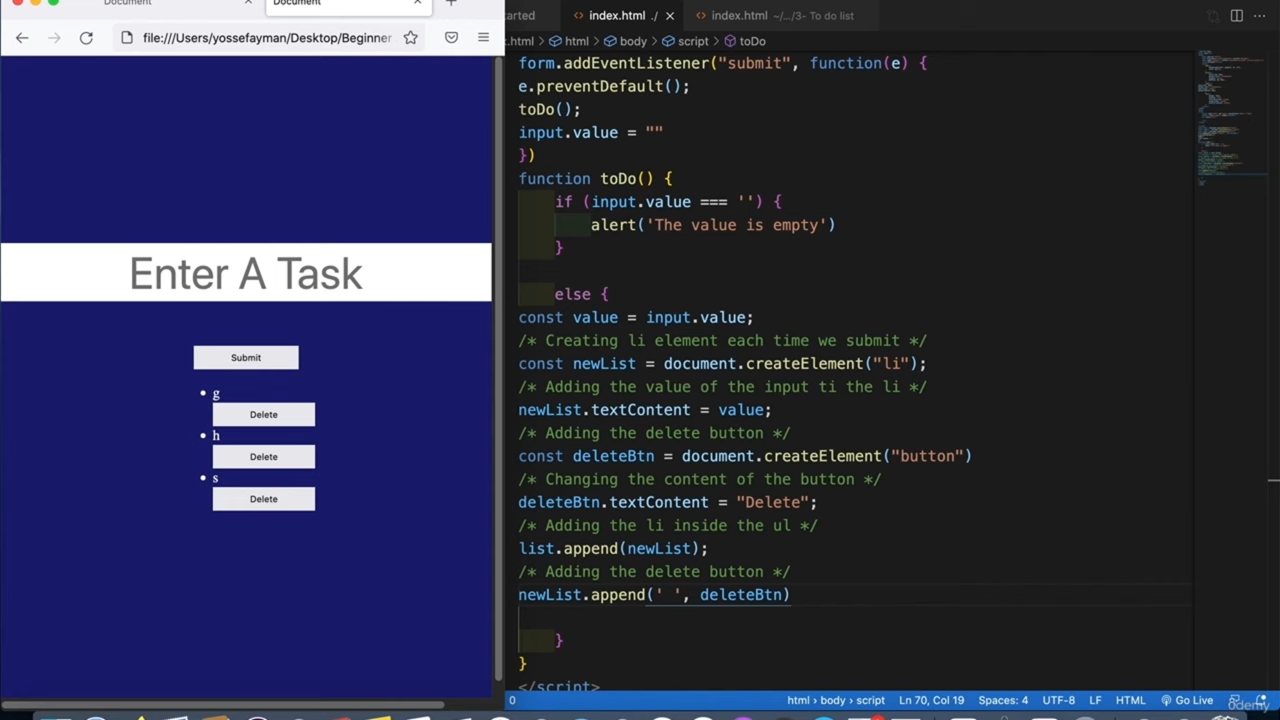 Document
Document
file:///Users/yossefayman/Desktop/Beginner
Enter A Task
Submit
g
Delete
h
Delete
s
Delete
started
index.html ./
index.html ~/.../3- To do list
.html > html > body > script > toDo
form.addEventListener("submit", function(e) {
e.preventDefault();
toDo();
input.value = ""
})
function toDo() {
if (input.value === '') {
alert('The value is empty')
}
else {
const value = input.value;
/* Creating li element each time we submit */
const newList = document.createElement("li");
/* Adding the value of the input ti the li */
newList.textContent = value;
/* Adding the delete button */
const deleteBtn = document.createElement("button")
/* Changing the content of the button */
deleteBtn.textContent = "Delete";
/* Adding the li inside the ul */
list.append(newList);
/* Adding the delete button */
newList.append(' ', deleteBtn)
}
}
</script>
0 html > body > script Ln 70, Col 19 Spaces: 4 UTF-8 LF HTML Go Live
udemy